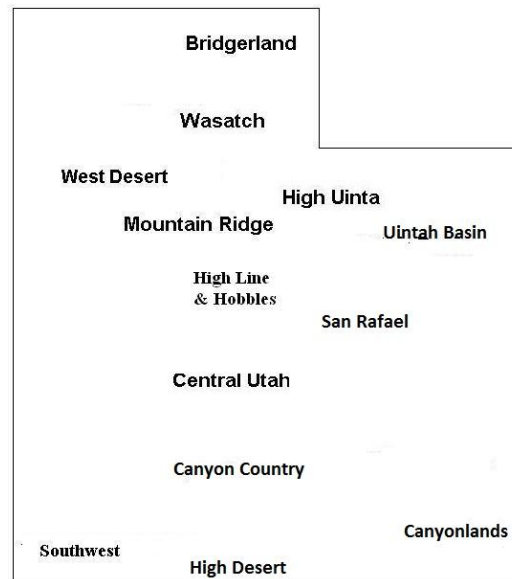 Bridgerland
Wasatch
West Desert
High Uinta
Mountain Ridge
Uintah Basin
High Line
& Hobbles
San Rafael
Central Utah
Canyon Country
Canyonlands
Southwest
High Desert